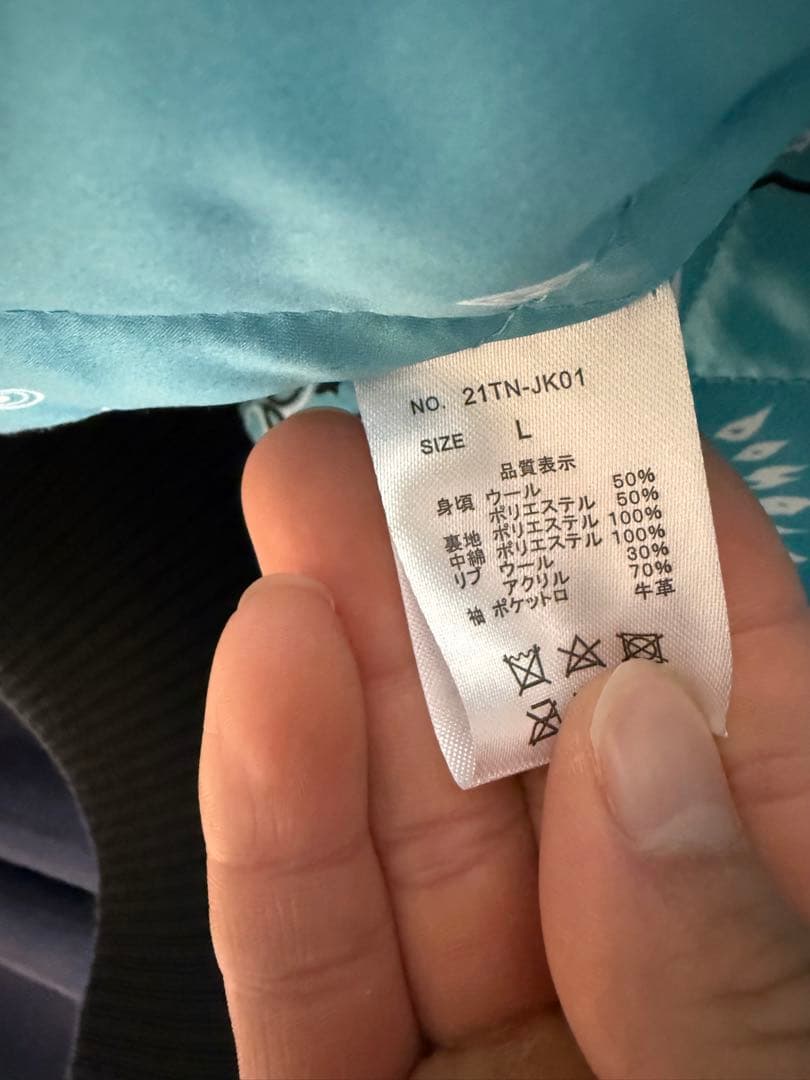 NO. 21TN-JK01
SIZE L
品質表示
身頃 ウール 50%
ポリエステル 50%
裏地 ポリエステル 100%
中綿 ポリエステル 100%
リブ ウール 30%
アクリル 70%
袖 ポケット口 牛革